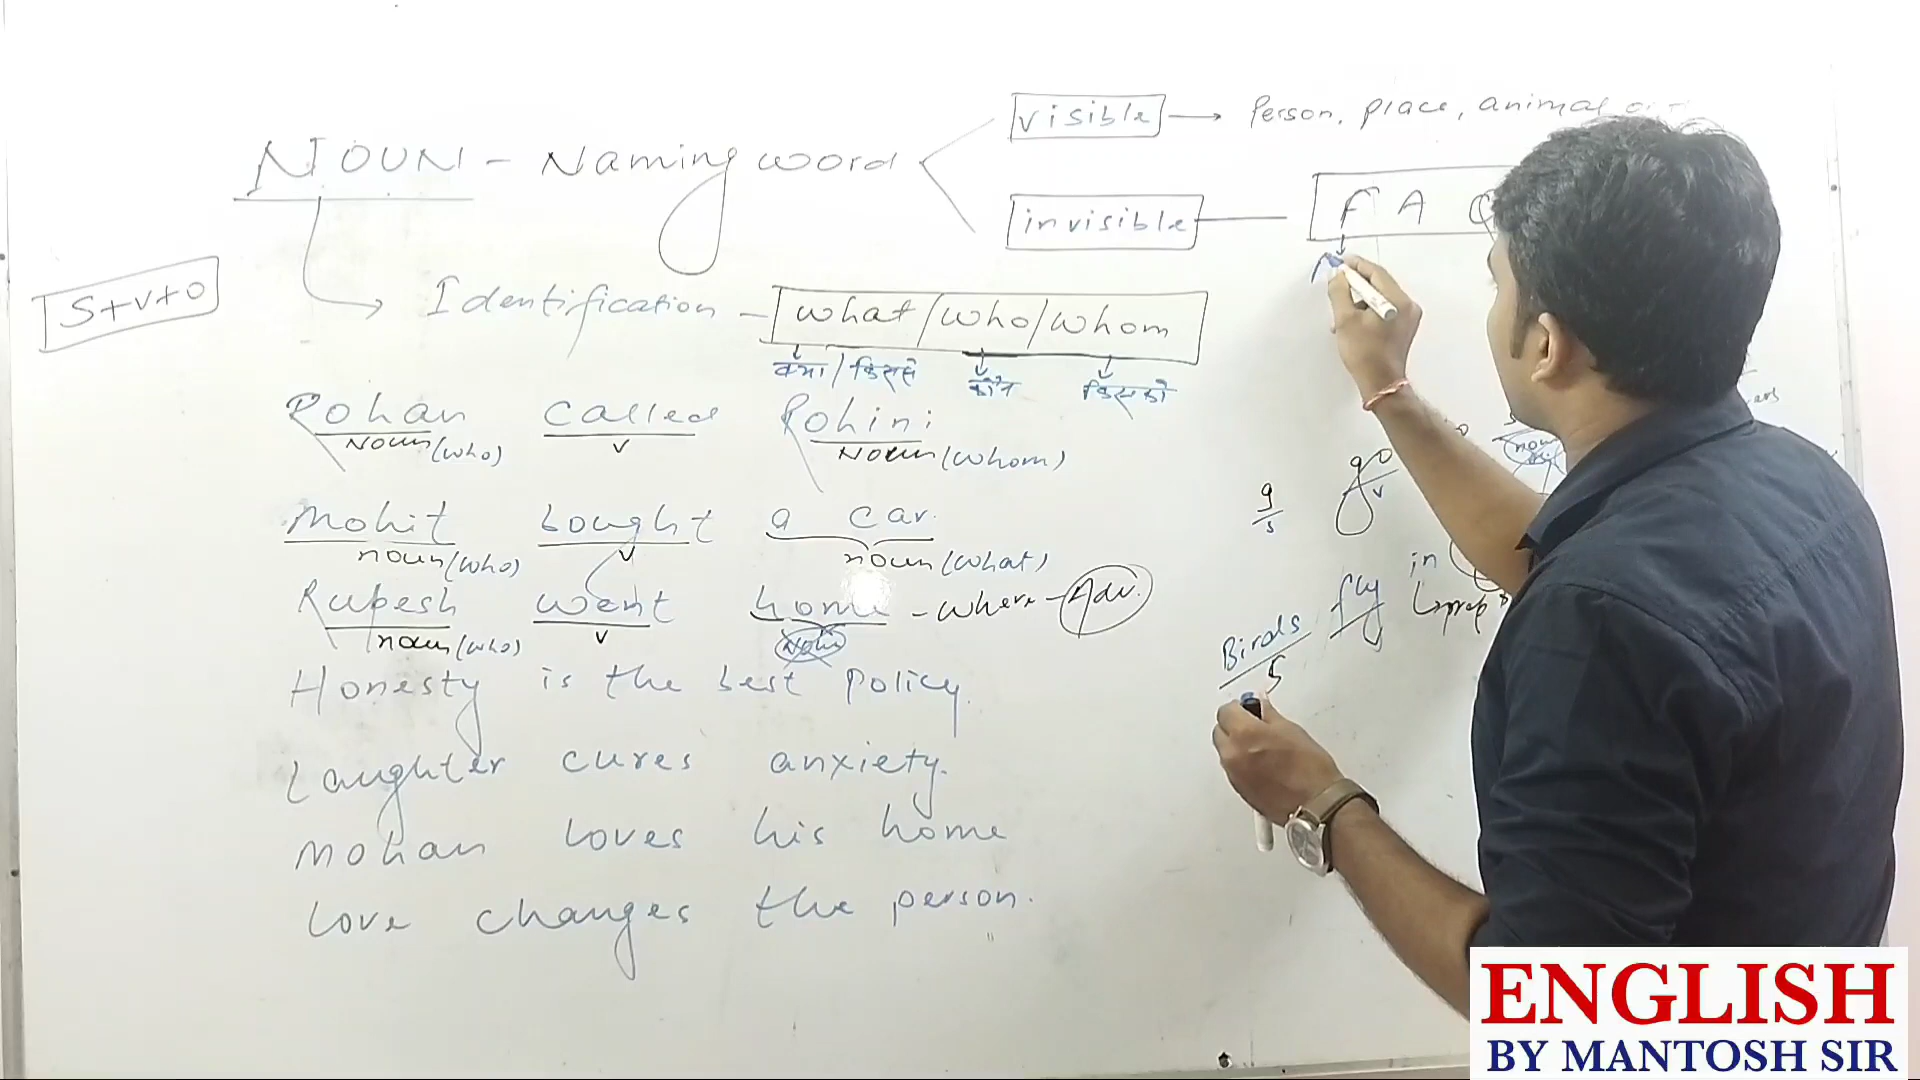 visible → Person, place, animal
NOUN - Naming word
invisible — F A
S+V+O
Identification - what/who/whom
क्या/किससे कौन किसको
Rohan called Rohini
Noun (who) V Noun (whom)
go
I V
S
Mohit bought a car.
noun (who) V noun (what)
Rupesh went home - where - Adv.
noun (who) V Noun
Birds fly in
S V prep
Honesty is the best policy.
Laughter cures anxiety.
Mohan loves his home
Love changes the person.
ENGLISH
BY MANTOSH SIR